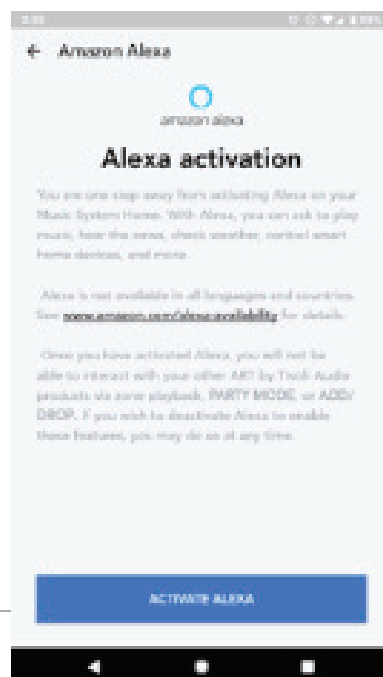 Amazon Alexa
amazon alexa
Alexa activation
You are one step away from activating Alexa on your
Music System Home. With Alexa, you can ask to play
music, hear the news, check weather, control smart
home devices, and more.
Alexa is not available in all languages and countries.
See www.amazon.com/alexa-availability for details.
Once you have activated Alexa, you will not be
able to interact with your other ART by Tivoli Audio
products via zone playback, PARTY MODE, or ADD/
DROP. If you wish to deactivate Alexa to enable
these features, you may do so at any time.
ACTIVATE ALEXA